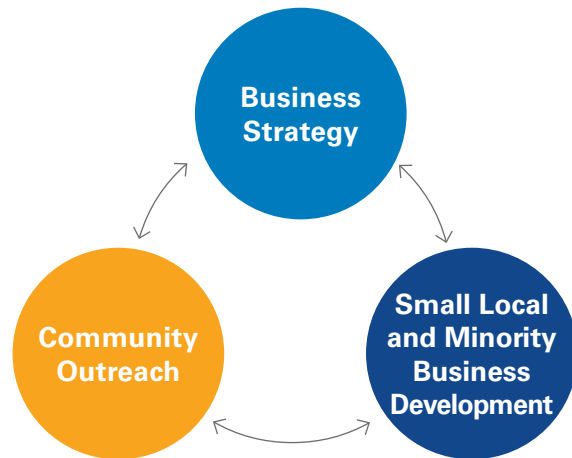 Business
Strategy
Community
Outreach
Small Local
and Minority
Business
Development